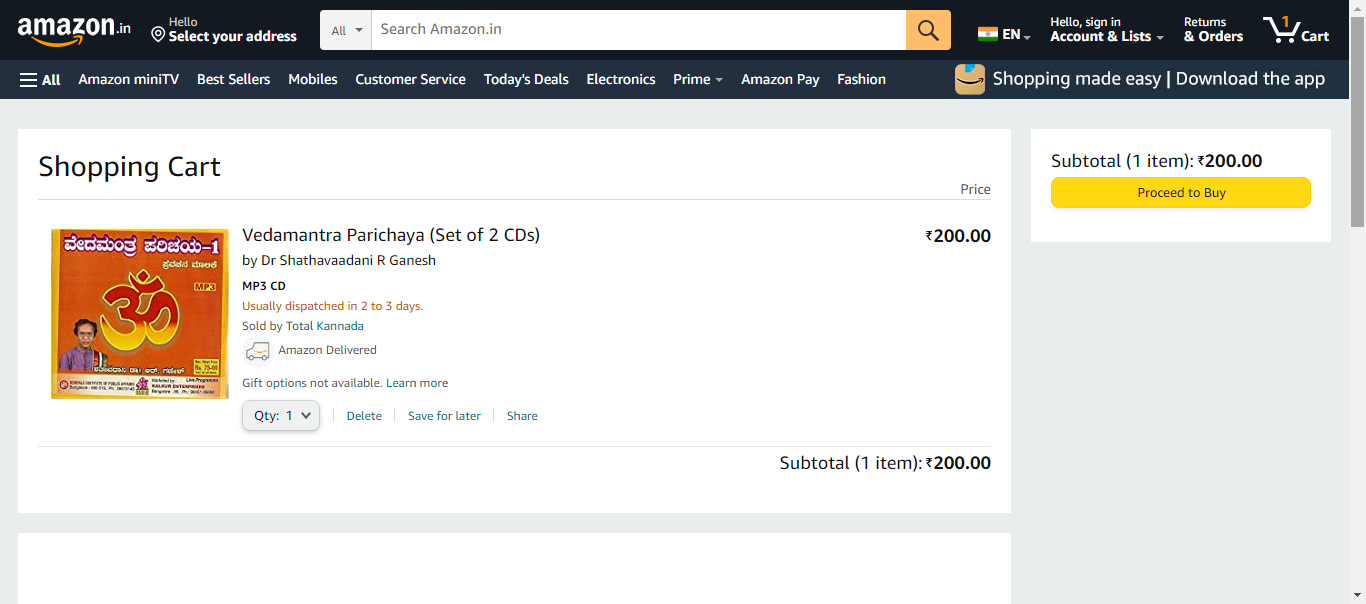 amazon.in
Hello
Select your address
All
Search Amazon.in
EN
Hello, sign in
Account & Lists
Returns
& Orders
1
Cart
All
Amazon miniTV
Best Sellers
Mobiles
Customer Service
Today's Deals
Electronics
Prime
Amazon Pay
Fashion
Shopping made easy | Download the app
Shopping Cart
Price
ವೇದಮಂತ್ರ ಪರಿಚಯ-1
ಪ್ರವಚನ ಮಾಲಿಕೆ
MP3
Vedamantra Parichaya (Set of 2 CDs)
₹200.00
by Dr Shathavaadani R Ganesh
MP3 CD
Usually dispatched in 2 to 3 days.
Sold by Total Kannada
Amazon Delivered
Gift options not available. Learn more
Qty: 1
Delete
Save for later
Share
Subtotal (1 item): ₹200.00
Subtotal (1 item): ₹200.00
Proceed to Buy